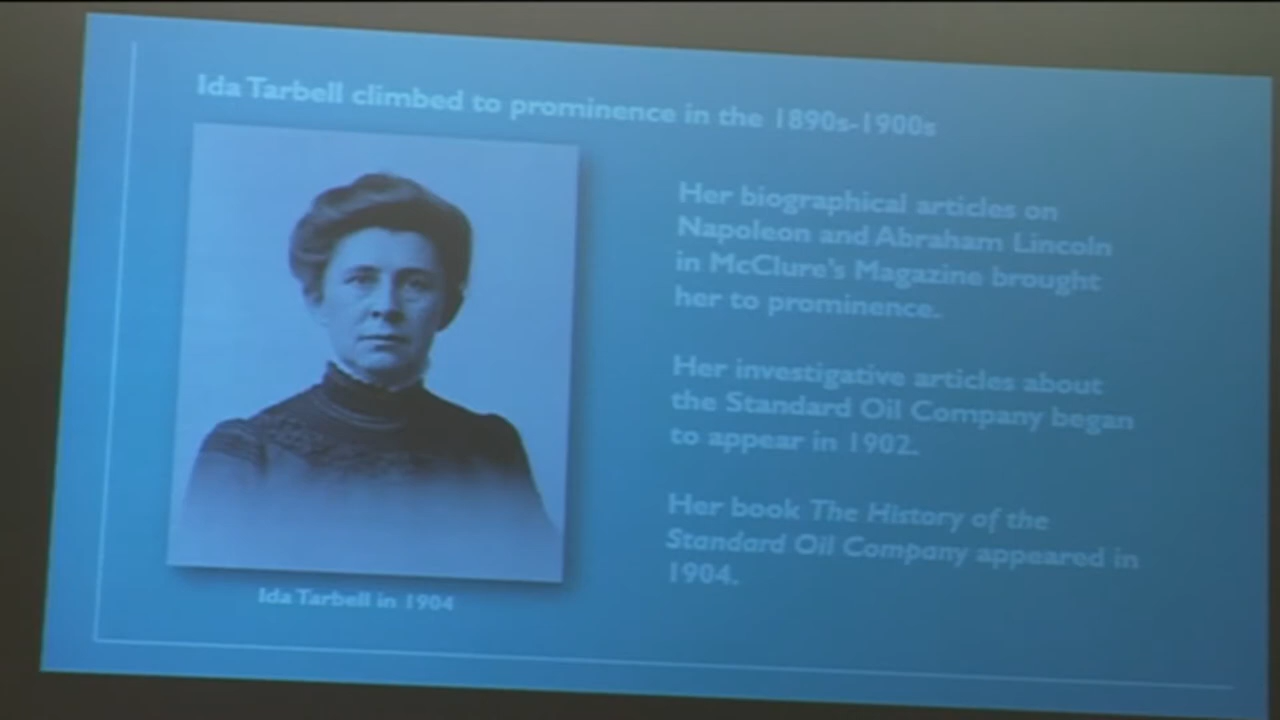 Ida Tarbell climbed to prominence in the 1890s-1900s
Her biographical articles on
Napoleon and Abraham Lincoln
in McClure's Magazine brought
her to prominence.
Her investigative articles about
the Standard Oil Company began
to appear in 1902.
Her book The History of the
Standard Oil Company appeared in
1904.
Ida Tarbell in 1904